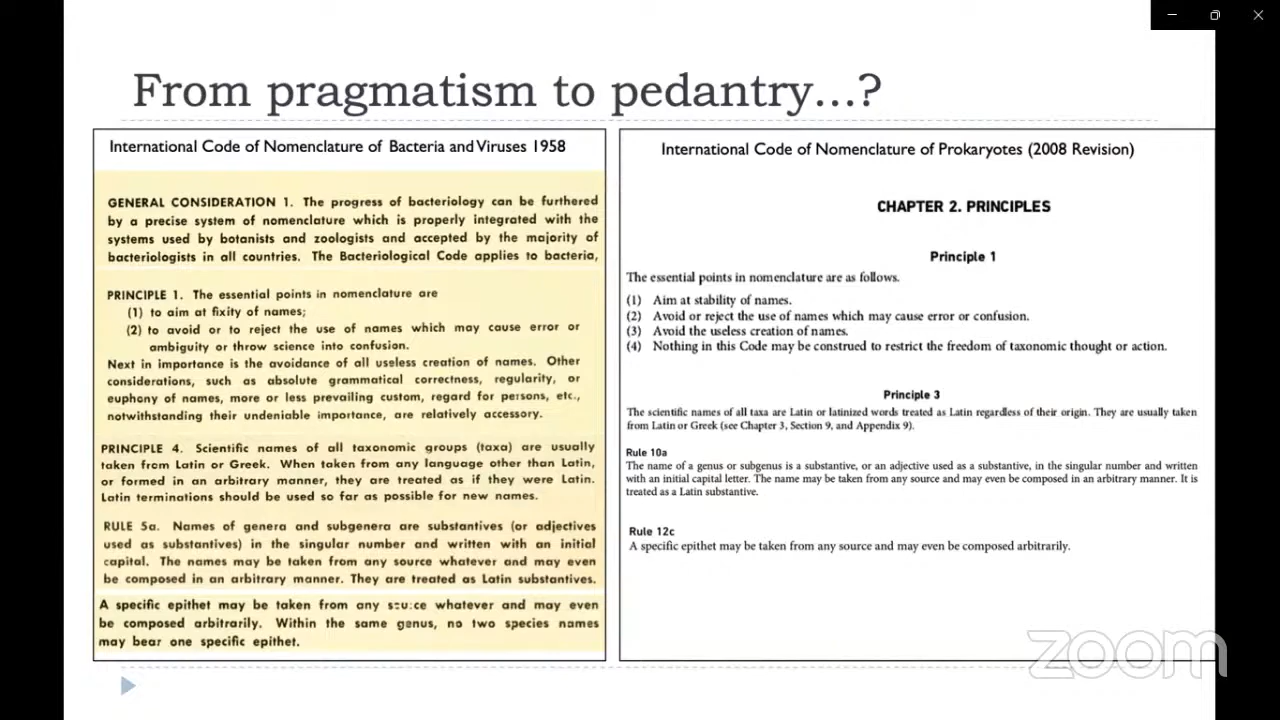 From pragmatism to pedantry...?
International Code of Nomenclature of Bacteria and Viruses 1958
GENERAL CONSIDERATION 1. The progress of bacteriology can be furthered
by a precise system of nomenclature which is properly integrated with the
systems used by botanists and zoologists and accepted by the majority of
bacteriologists in all countries. The Bacteriological Code applies to bacteria,
PRINCIPLE 1. The essential points in nomenclature are
(1) to aim at fixity of names;
(2) to avoid or to reject the use of names which may cause error or
ambiguity or throw science into confusion.
Next in importance is the avoidance of all useless creation of names. Other
considerations, such as absolute grammatical correctness, regularity, or
euphony of names, more or less prevailing custom, regard for persons, etc.,
notwithstanding their undeniable importance, are relatively accessory.
PRINCIPLE 4. Scientific names of all taxonomic groups (taxa) are usually
taken from Latin or Greek. When taken from any language other than Latin,
or formed in an arbitrary manner, they are treated as if they were Latin.
Latin terminations should be used so far as possible for new names.
RULE 5a. Names of genera and subgenera are substantives (or adjectives
used as substantives) in the singular number and written with an initial
capital. The names may be taken from any source whatever and may even
be composed in an arbitrary manner. They are treated as Latin substantives.
A specific epithet may be taken from any source whatever and may even
be composed arbitrarily. Within the same genus, no two species names
may bear one specific epithet.
International Code of Nomenclature of Prokaryotes (2008 Revision)
CHAPTER 2. PRINCIPLES
Principle 1
The essential points in nomenclature are as follows.
(1) Aim at stability of names.
(2) Avoid or reject the use of names which may cause error or confusion.
(3) Avoid the useless creation of names.
(4) Nothing in this Code may be construed to restrict the freedom of taxonomic thought or action.
Principle 3
The scientific names of all taxa are Latin or latinized words treated as Latin regardless of their origin. They are usually taken
from Latin or Greek (see Chapter 3, Section 9, and Appendix 9).
Rule 10a
The name of a genus or subgenus is a substantive, or an adjective used as a substantive, in the singular number and written
with an initial capital letter. The name may be taken from any source and may even be composed in an arbitrary manner. It is
treated as a Latin substantive.
Rule 12c
A specific epithet may be taken from any source and may even be composed arbitrarily.
zoom